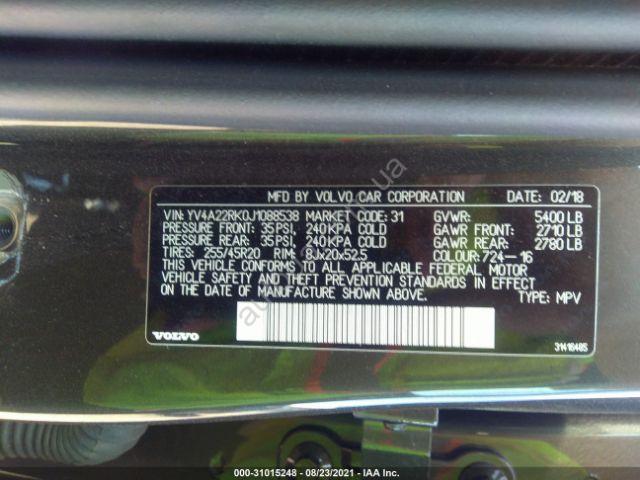 MFD BY VOLVO CAR CORPORATION DATE: 02/18
VIN: YV4A22RK0J1088538 MARKET CODE: 31 GVWR: 5400 LB
PRESSURE FRONT: 35 PSI, 240 KPA COLD GAWR FRONT: 2710 LB
PRESSURE REAR: 35 PSI, 240 KPA COLD GAWR REAR: 2780 LB
TIRES: 255/45R20 RIM: 8Jx20x52.5 COLOUR: 724-16
THIS VEHICLE CONFORMS TO ALL APPLICABLE FEDERAL MOTOR
VEHICLE SAFETY AND THEFT PREVENTION STANDARDS IN EFFECT
ON THE DATE OF MANUFACTURE SHOWN ABOVE.
TYPE: MPV
VOLVO 31416485
000-31015248 - 08/23/2021 - IAA Inc.